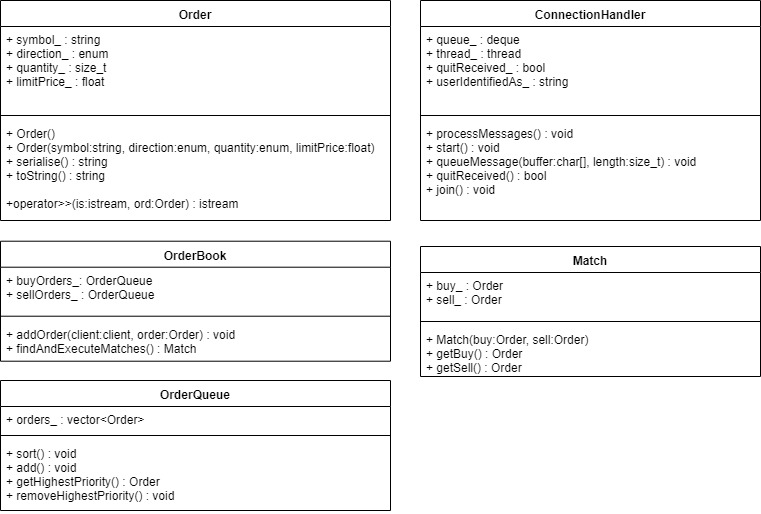 Order
+ symbol_ : string
+ direction_ : enum
+ quantity_ : size_t
+ limitPrice_ : float
+ Order()
+ Order(symbol:string, direction:enum, quantity:enum, limitPrice:float)
+ serialise() : string
+ toString() : string
+operator>>(is:istream, ord:Order) : istream
ConnectionHandler
+ queue_ : deque
+ thread_ : thread
+ quitReceived_ : bool
+ userIdentifiedAs_ : string
+ processMessages() : void
+ start() : void
+ queueMessage(buffer:char[], length:size_t) : void
+ quitReceived() : bool
+ join() : void
OrderBook
+ buyOrders_: OrderQueue
+ sellOrders_ : OrderQueue
+ addOrder(client:client, order:Order) : void
+ findAndExecuteMatches() : Match
Match
+ buy_ : Order
+ sell_ : Order
+ Match(buy:Order, sell:Order)
+ getBuy() : Order
+ getSell() : Order
OrderQueue
+ orders_ : vector<Order>
+ sort() : void
+ add() : void
+ getHighestPriority() : Order
+ removeHighestPriority() : void